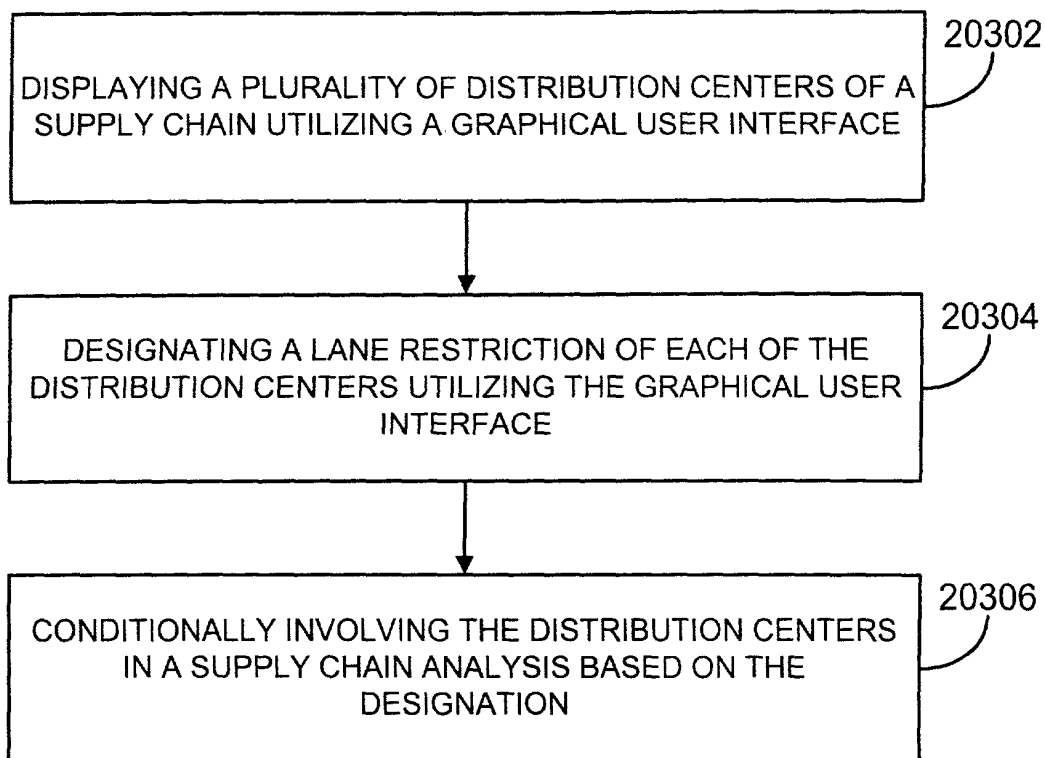 20302
DISPLAYING A PLURALITY OF DISTRIBUTION CENTERS OF A
SUPPLY CHAIN UTILIZING A GRAPHICAL USER INTERFACE
20304
DESIGNATING A LANE RESTRICTION OF EACH OF THE
DISTRIBUTION CENTERS UTILIZING THE GRAPHICAL USER
INTERFACE
20306
CONDITIONALLY INVOLVING THE DISTRIBUTION CENTERS
IN A SUPPLY CHAIN ANALYSIS BASED ON THE
DESIGNATION